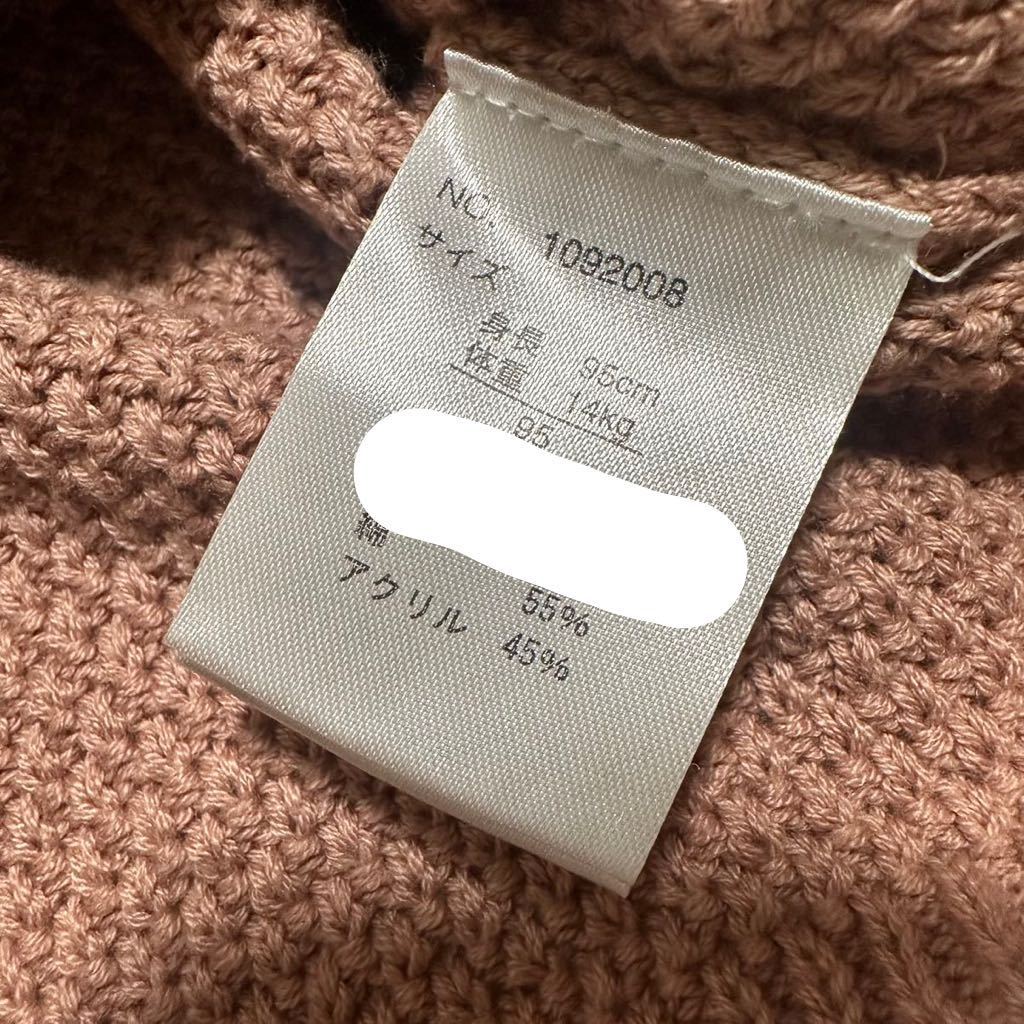 NO. 1092008
サイズ
身長 95cm
体重 14kg
95
綿 55%
アクリル 45%